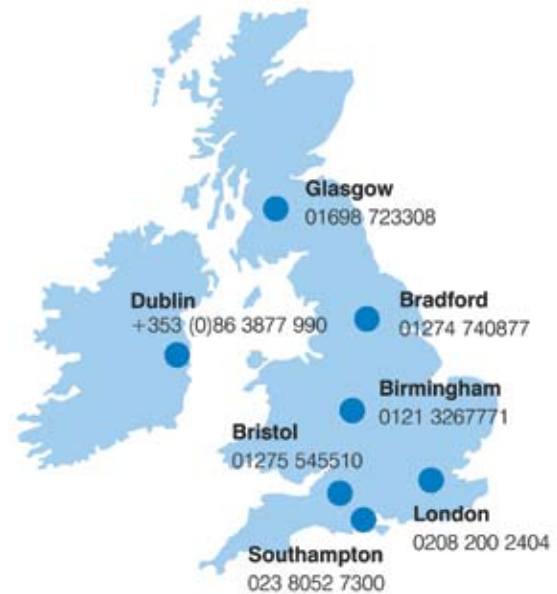 Glasgow
01698 723308
Dublin
+353 (0)86 3877 990
Bradford
01274 740877
Birmingham
0121 3267771
Bristol
01275 545510
London
0208 200 2404
Southampton
023 8052 7300